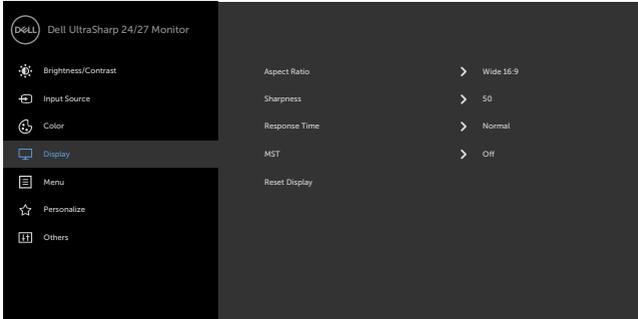 DELL
Dell UltraSharp 24/27 Monitor
Brightness/Contrast
Input Source
Color
Display
Menu
Personalize
Others
Aspect Ratio Wide 16:9
Sharpness 50
Response Time Normal
MST Off
Reset Display